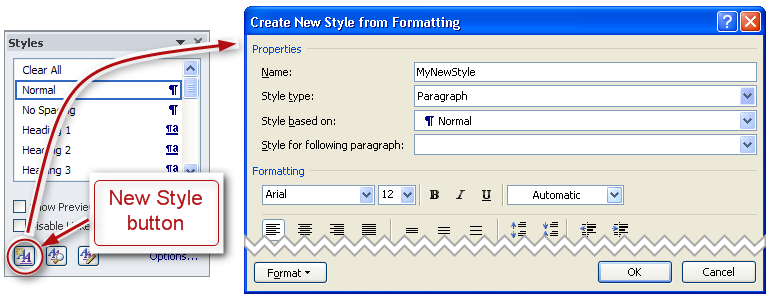 Styles
Clear All
Normal
No Spacing
Heading 1
Heading 2
Heading 3
Show Preview
Disable Linked
Options...
New Style
button
Create New Style from Formatting
Properties
Name: MyNewStyle
Style type: Paragraph
Style based on: ¶ Normal
Style for following paragraph:
Formatting
Arial 12 B I U Automatic
Format
OK Cancel